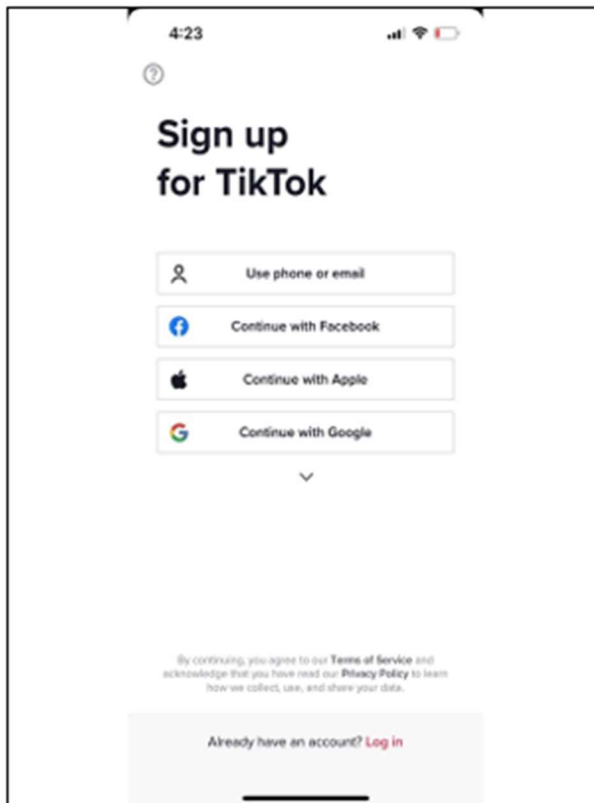 4:23
Sign up
for TikTok
Use phone or email
Continue with Facebook
Continue with Apple
Continue with Google
By continuing, you agree to our Terms of Service and
acknowledge that you have read our Privacy Policy to learn
how we collect, use, and share your data.
Already have an account? Log in